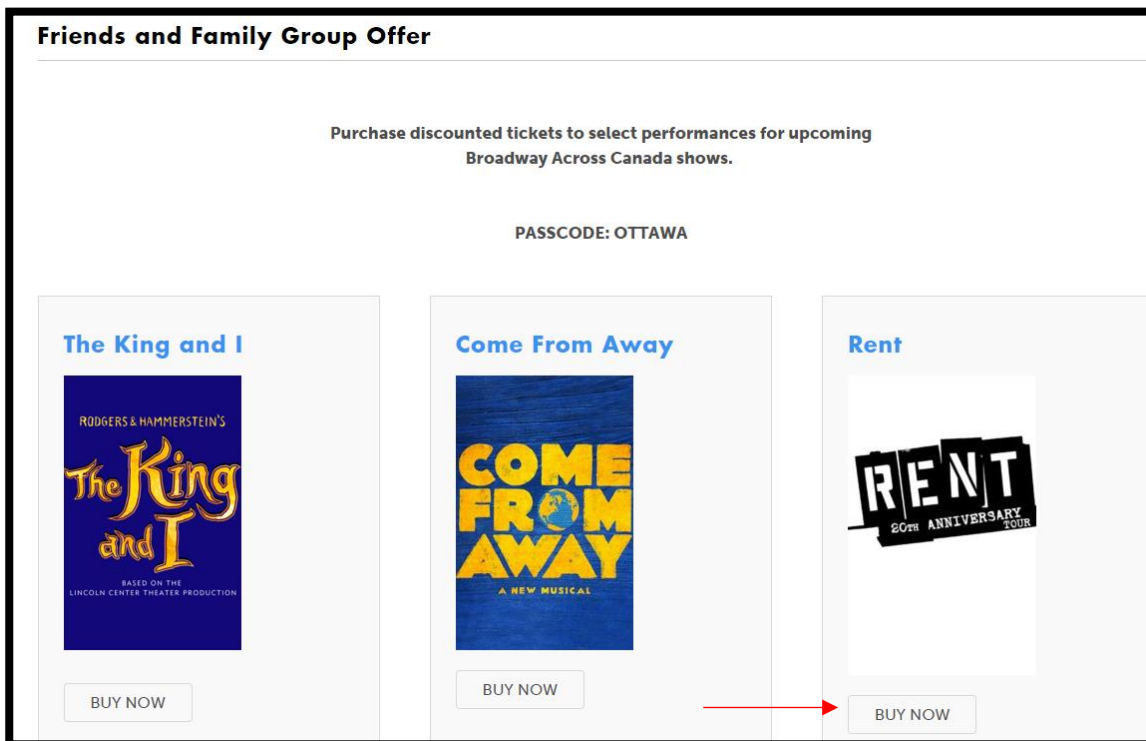 Friends and Family Group Offer
Purchase discounted tickets to select performances for upcoming
Broadway Across Canada shows.
PASSCODE: OTTAWA
The King and I
RODGERS & HAMMERSTEIN'S
The King
and I
BASED ON THE
LINCOLN CENTER THEATER PRODUCTION
BUY NOW
Come From Away
COME
FROM
AWAY
A NEW MUSICAL
BUY NOW
Rent
RENT
20TH ANNIVERSARY
TOUR
BUY NOW